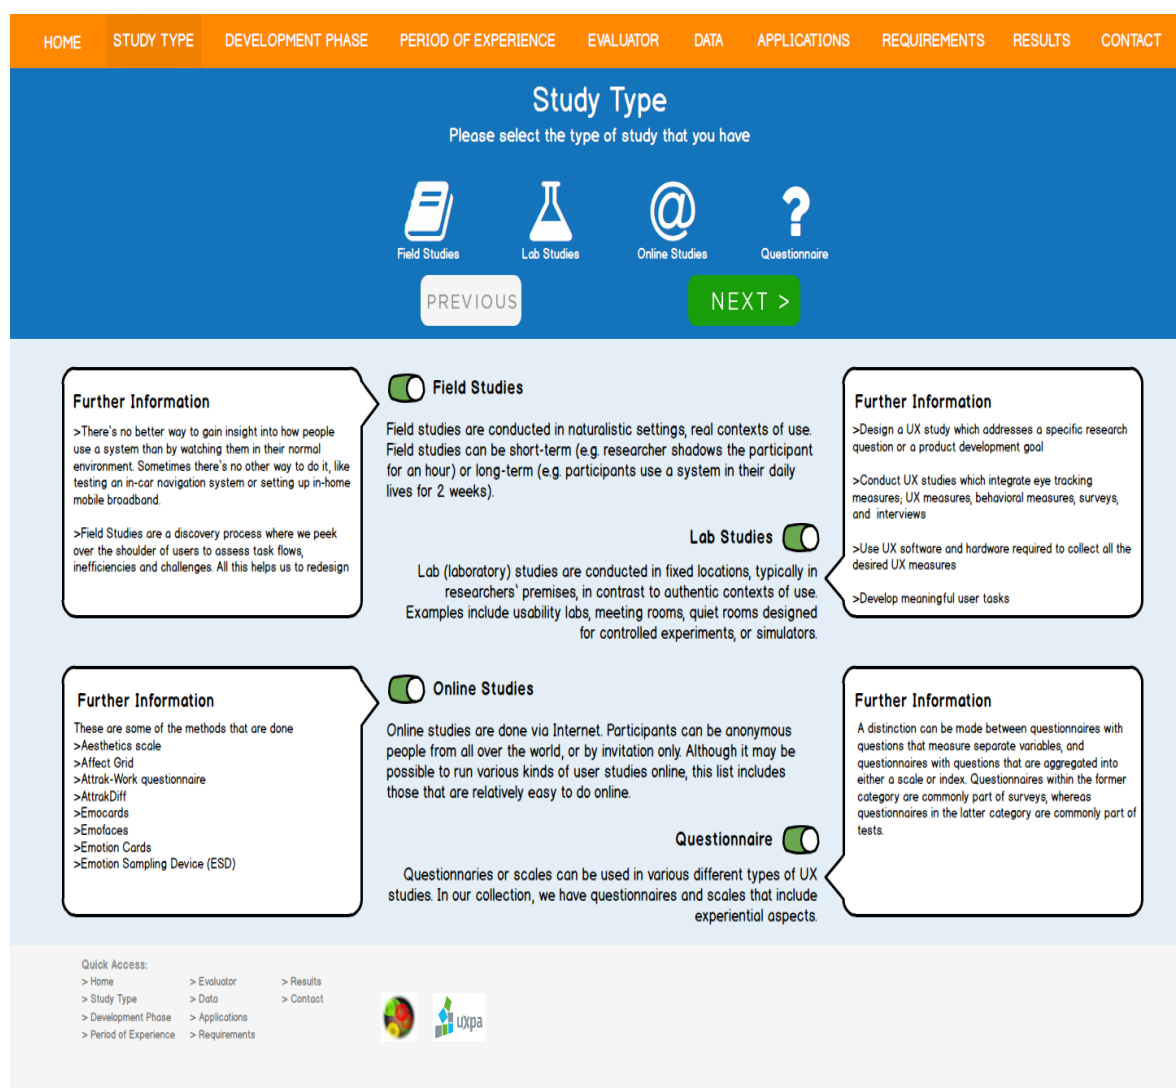 HOME STUDY TYPE DEVELOPMENT PHASE PERIOD OF EXPERIENCE EVALUATOR DATA APPLICATIONS REQUIREMENTS RESULTS CONTACT
Study Type
Please select the type of study that you have
Field Studies Lab Studies Online Studies Questionnaire
PREVIOUS NEXT >
Further Information
>There`s no better way to gain insight into how people
use a system than by watching them in their normal
environment. Sometimes there`s no other way to do it, like
testing an in-car navigation system or setting up in-home
mobile broadband.
>Field Studies are a discovery process where we peek
over the shoulder of users to assess task flows,
inefficiencies and challenges. All this helps us to redesign
Field Studies
Field studies are conducted in naturalistic settings, real contexts of use.
Field studies can be short-term (e.g. researcher shadows the participant
for an hour) or long-term (e.g. participants use a system in their daily
lives for 2 weeks).
Lab Studies
Lab (laboratory) studies are conducted in fixed locations, typically in
researchers` premises, in contrast to authentic contexts of use.
Examples include usability labs, meeting rooms, quiet rooms designed
for controlled experiments, or simulators.
Further Information
>Design a UX study which addresses a specific research
question or a product development goal
>Conduct UX studies which integrate eye tracking
measures; UX measures, behavioral measures, surveys,
and interviews
>Use UX software and hardware required to collect all the
desired UX measures
>Develop meaningful user tasks
Further Information
These are some of the methods that are done
>Aesthetics scale
>Affect Grid
>Attrak-Work questionnaire
>AttrakDiff
>Emocards
>Emofaces
>Emotion Cards
>Emotion Sampling Device (ESD)
Online Studies
Online studies are done via Internet. Participants can be anonymous
people from all over the world, or by invitation only. Although it may be
possible to run various kinds of user studies online, this list includes
those that are relatively easy to do online.
Questionnaire
Questionnaries or scales can be used in various different types of UX
studies. In our collection, we have questionnaires and scales that include
experiential aspects.
Further Information
A distinction can be made between questionnaires with
questions that measure separate variables, and
questionnaires with questions that are aggregated into
either a scale or index. Questionnaires within the former
category are commonly part of surveys, whereas
questionnaires in the latter category are commonly part of
tests.
Quick Access:
> Home > Evaluator > Results
> Study Type > Data > Contact
> Development Phase > Applications
> Period of Experience > Requirements
uxpa